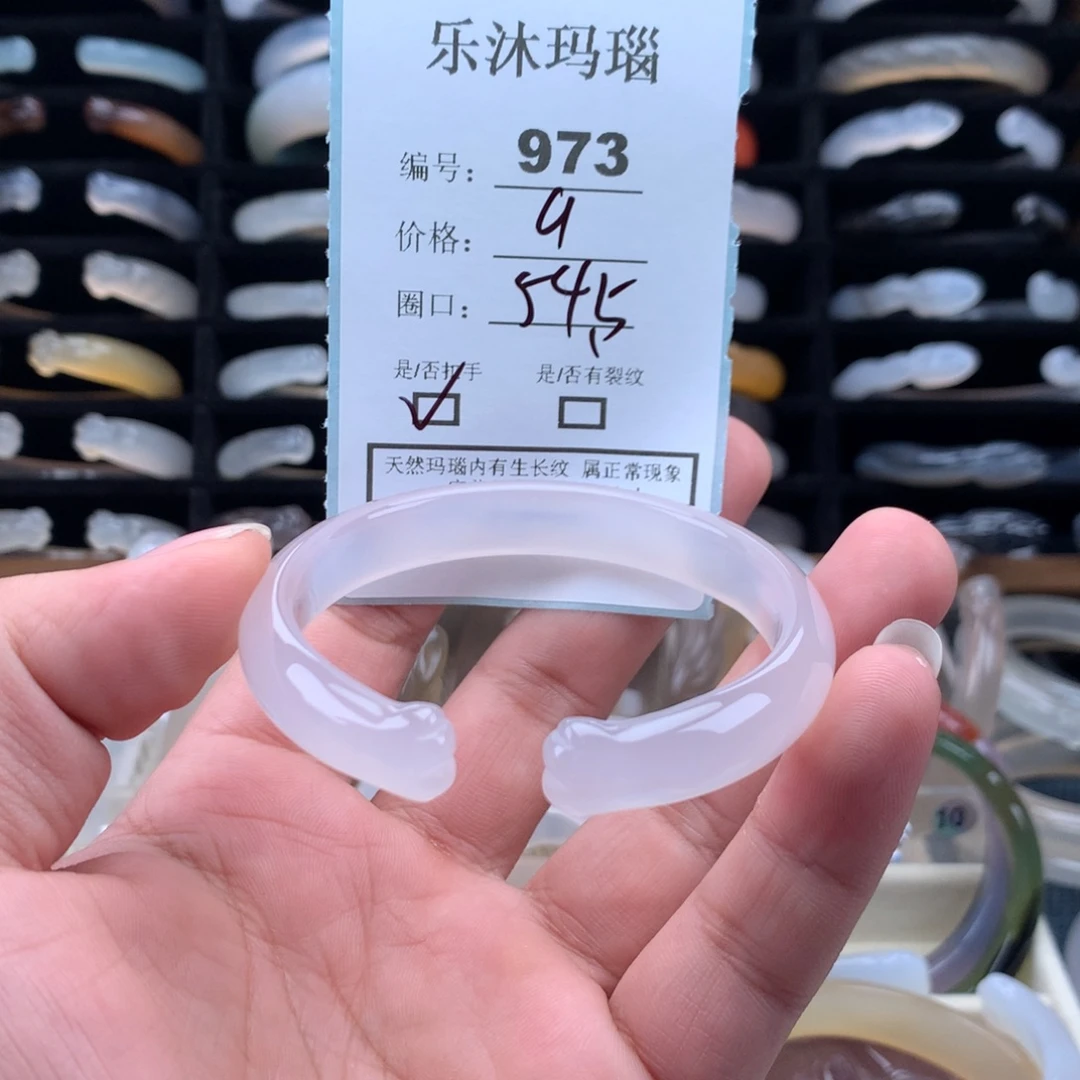 乐沐玛瑙
编号: 973
价格: 9
圈口: 545
是/否扣手 是/否有裂纹
天然玛瑙内有生长纹 属正常现象
10